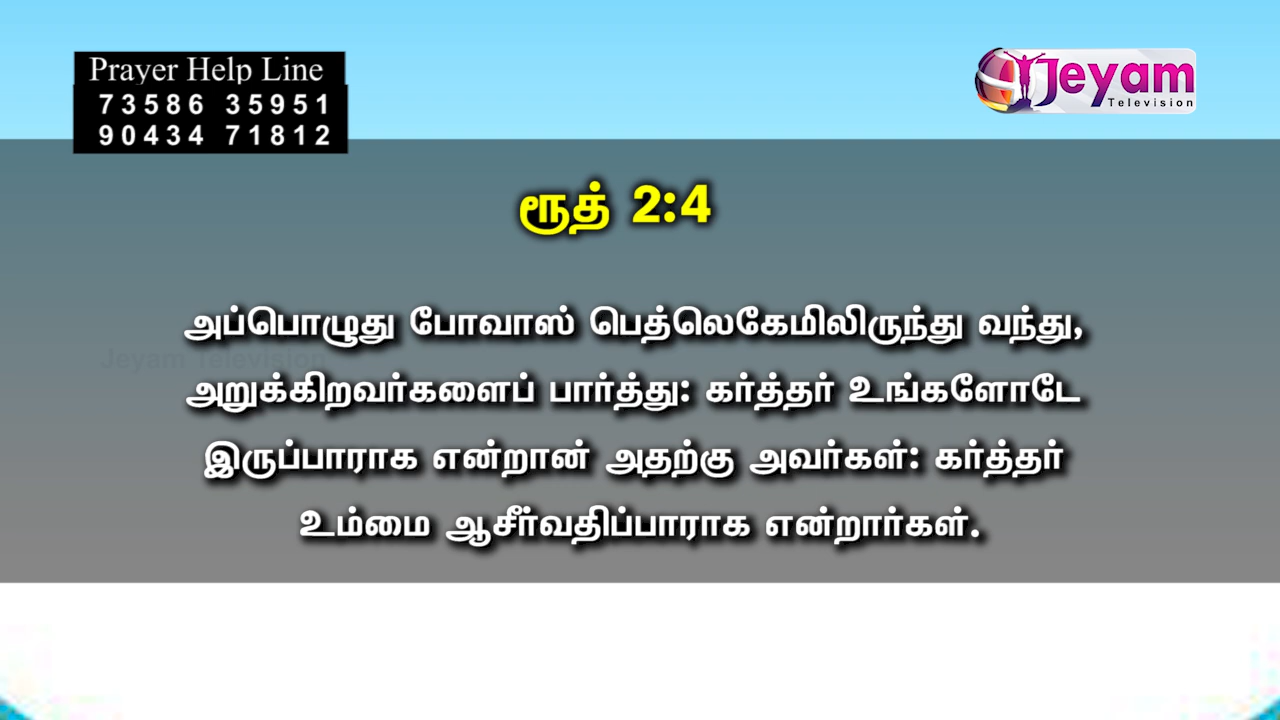 Prayer Help Line
73586 35951
90434 71812
Jeyam
Television
ரூத் 2:4
அப்பொழுது போவாஸ் பெத்லெகேமிலிருந்து வந்து,
Jeyam Television
அறுக்கிறவர்களைப் பார்த்து: கர்த்தர் உங்களோடே
இருப்பாராக என்றான் அதற்கு அவர்கள்: கர்த்தர்
உம்மை ஆசீர்வதிப்பாராக என்றார்கள்.